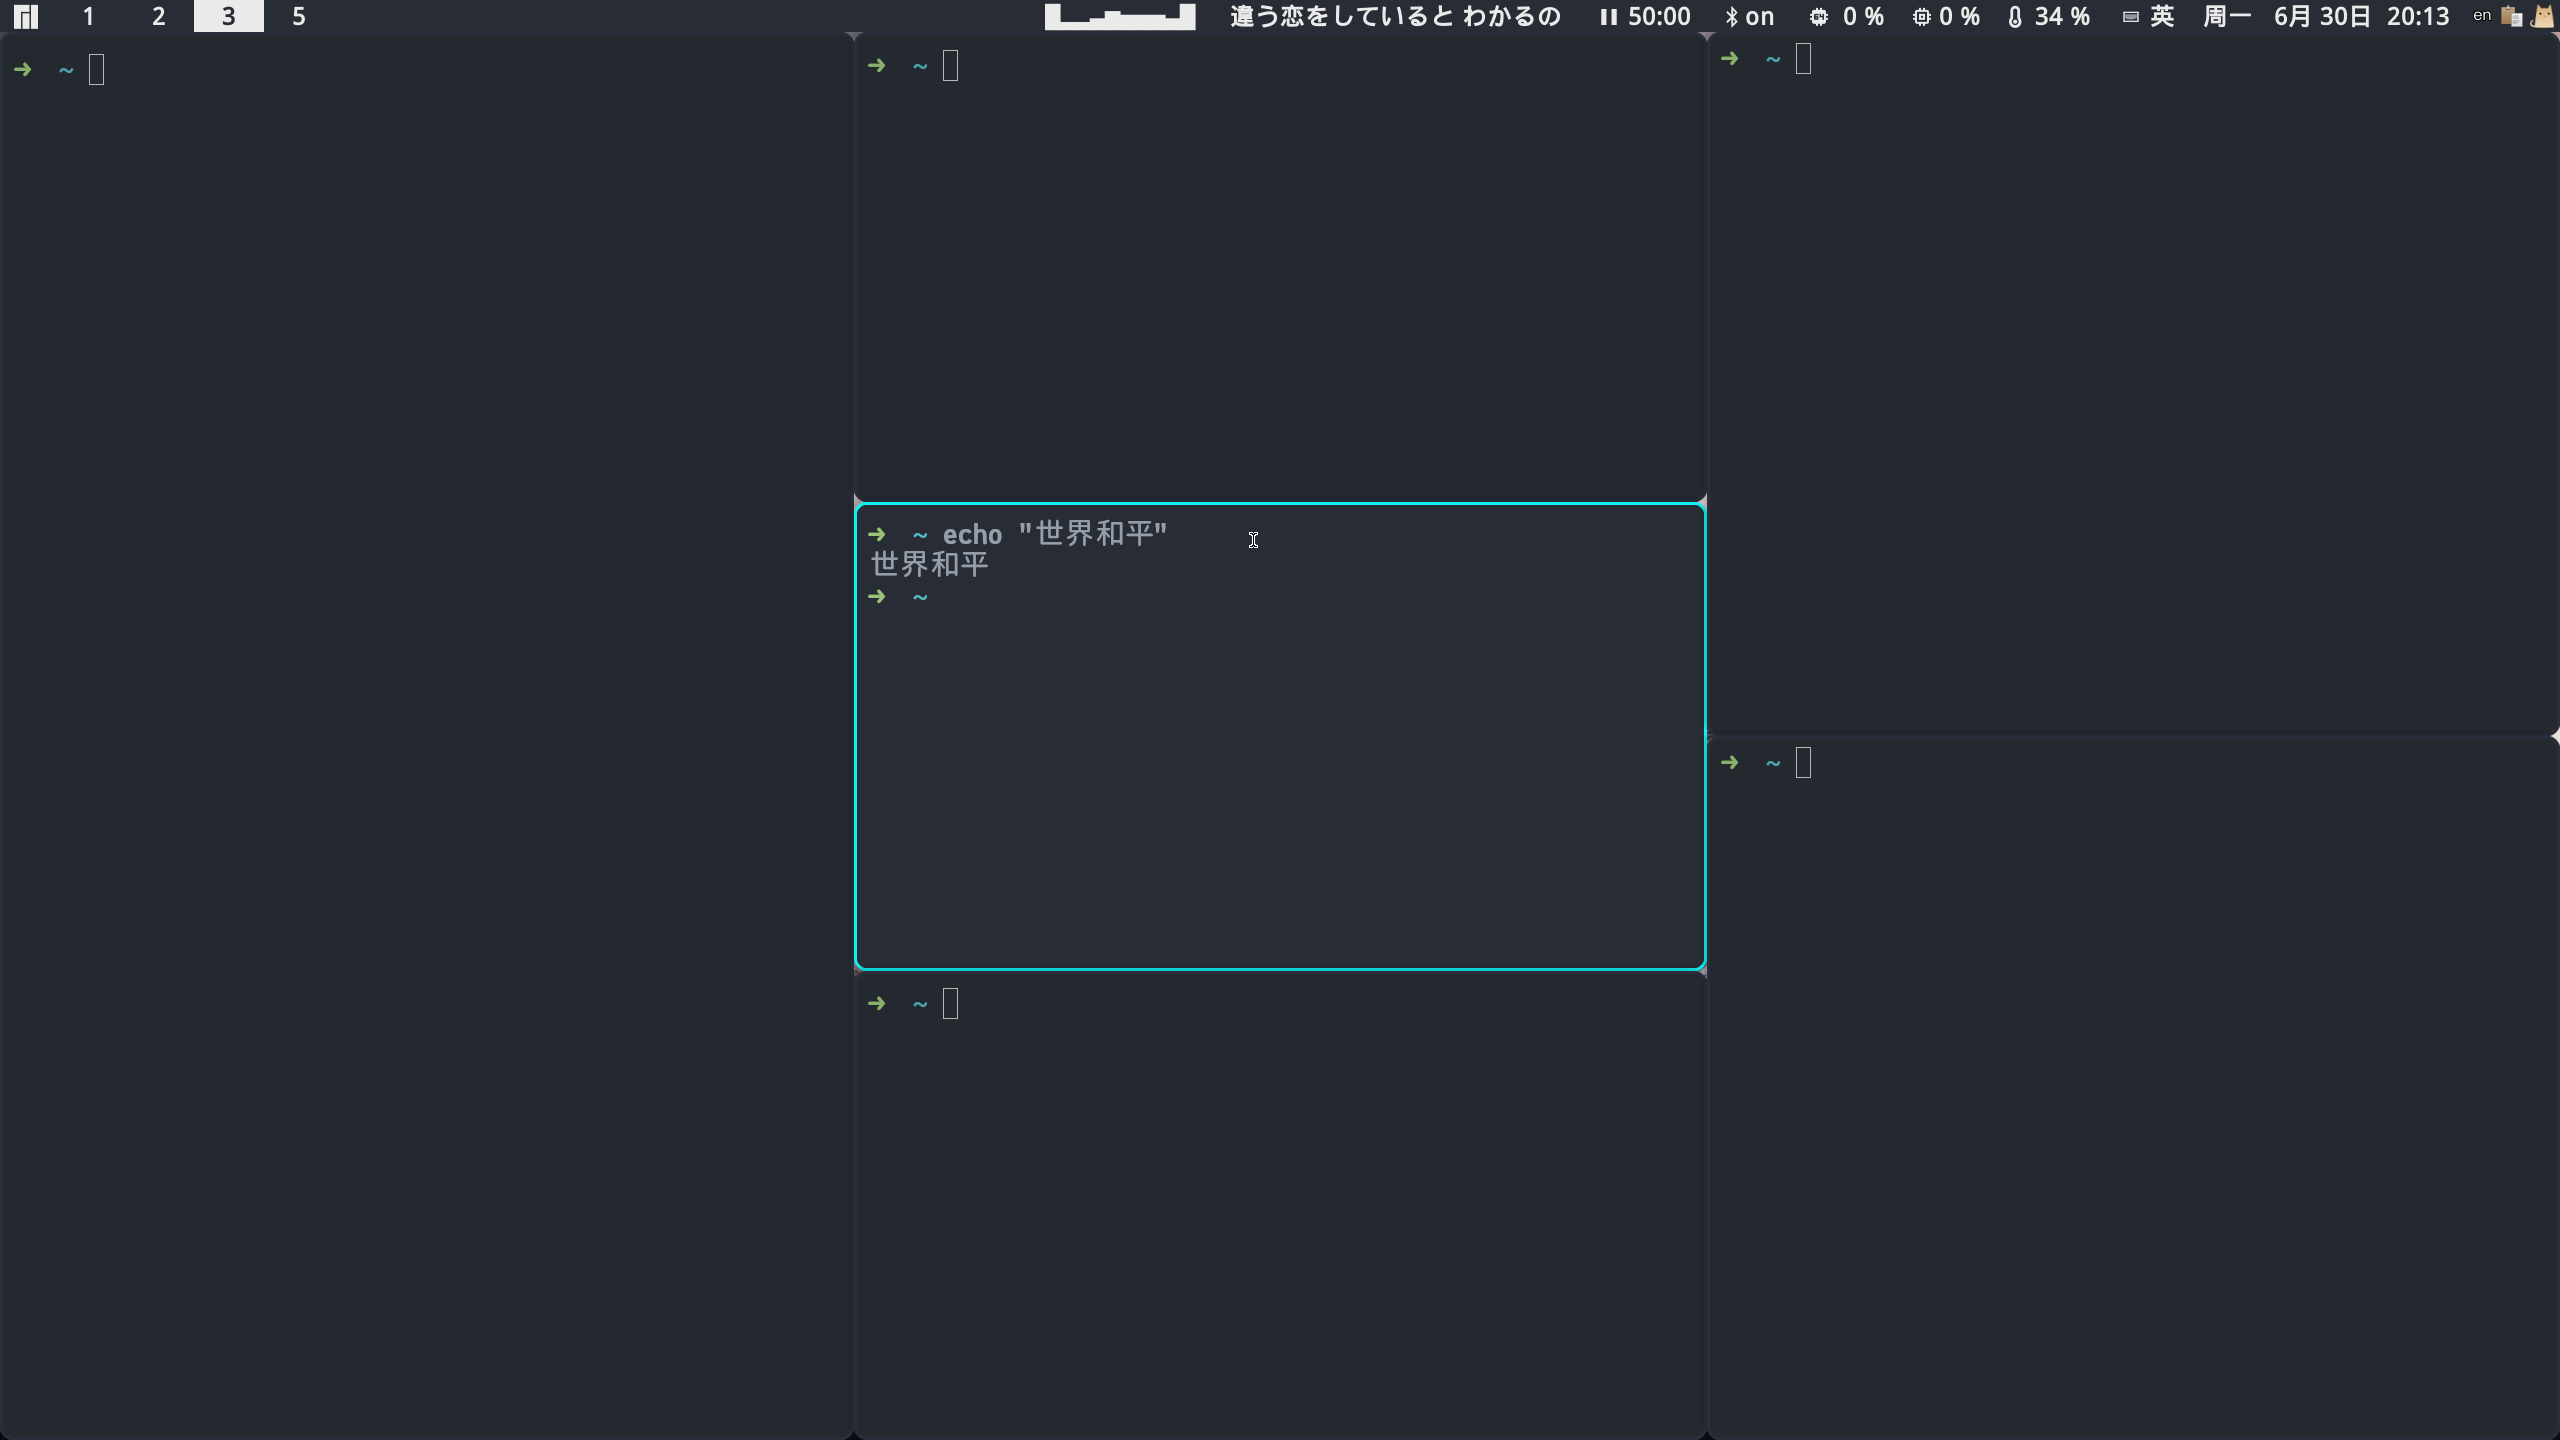 1 2 3 5 違う恋をしていると わかるの 50:00 on 0 % 0 % 34 % 英 周一 6月 30日 20:13 en
➜ ~
➜ ~
➜ ~ echo "世界和平"
世界和平
➜ ~
➜ ~
➜ ~
➜ ~